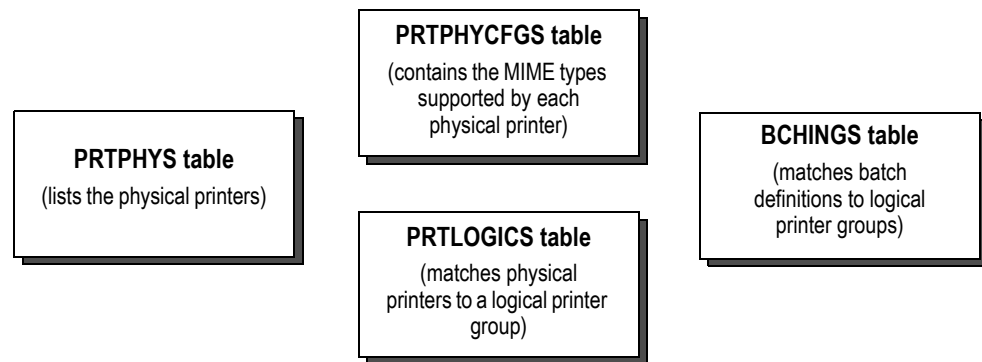 PRTPHYCFGS table
(contains the MIME types
supported by each
physical printer)
PRTPHYS table
(lists the physical printers)
BCHINGS table
(matches batch
definitions to logical
printer groups)
PRTLOGICS table
(matches physical
printers to a logical printer
group)